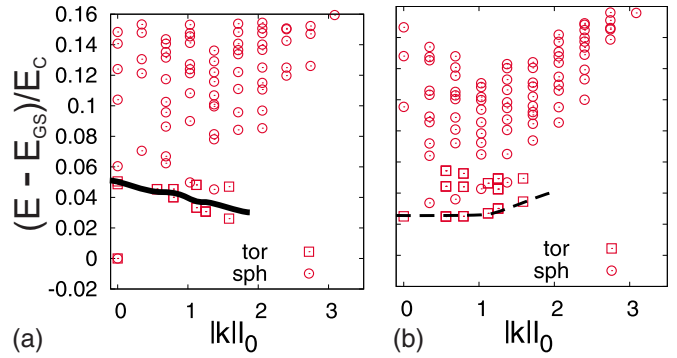 (E - E_GS)/E_C
0.16
0.14
0.12
0.1
0.08
0.06
0.04
0.02
0
-0.02
tor
sph
0 1 2 3
(a) |k|l_0
tor
sph
0 1 2 3
(b) |k|l_0